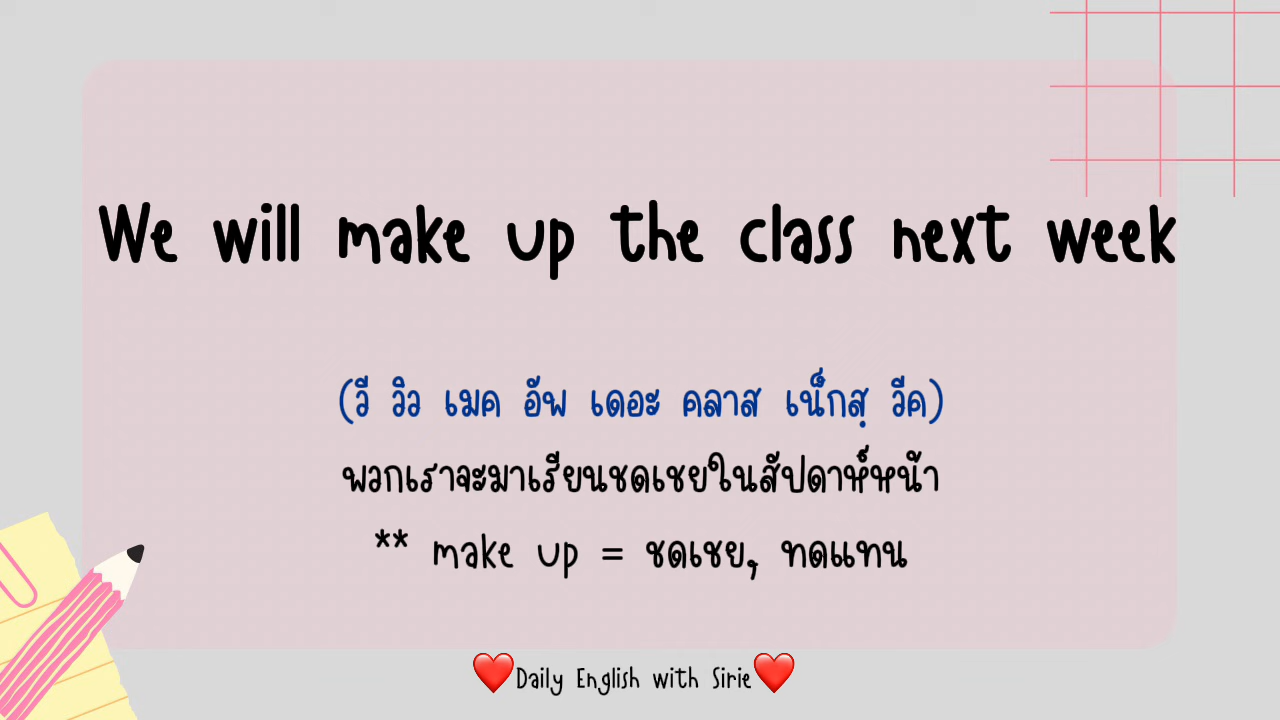 We will make up the class next week
(วี วิว เมค อัพ เดอะ คลาส เน็กสฺ วีค)
พวกเราจะมาเรียนชดเชยในสัปดาห์หน้า
** make up = ชดเชย, ทดแทน
❤️Daily English with Sirie❤️